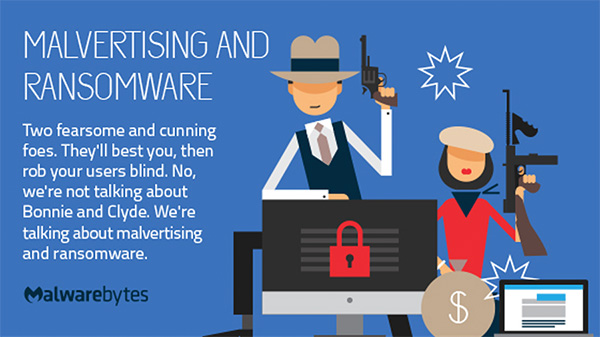 MALVERTISING AND
RANSOMWARE
Two fearsome and cunning
foes. They'll best you, then
rob your users blind. No,
we're not talking about
Bonnie and Clyde. We're
talking about malvertising
and ransomware.
Malwarebytes
$